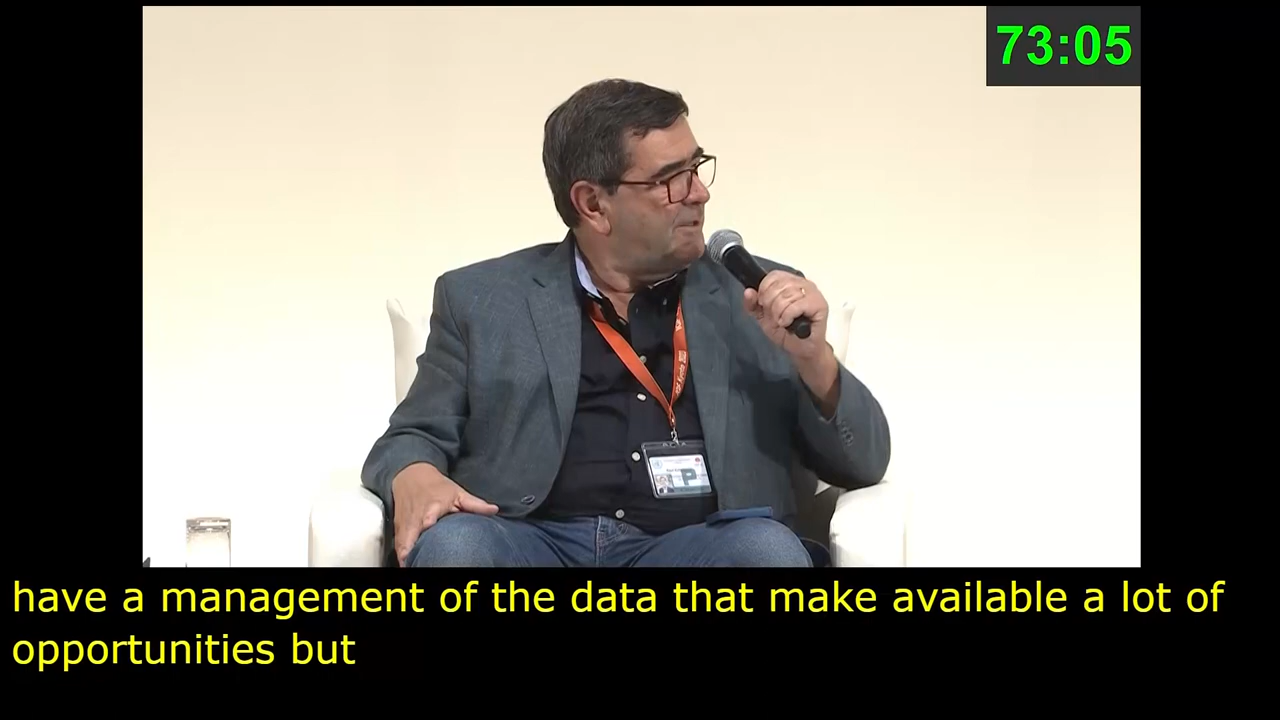 73:05
have a management of the data that make available a lot of
opportunities but